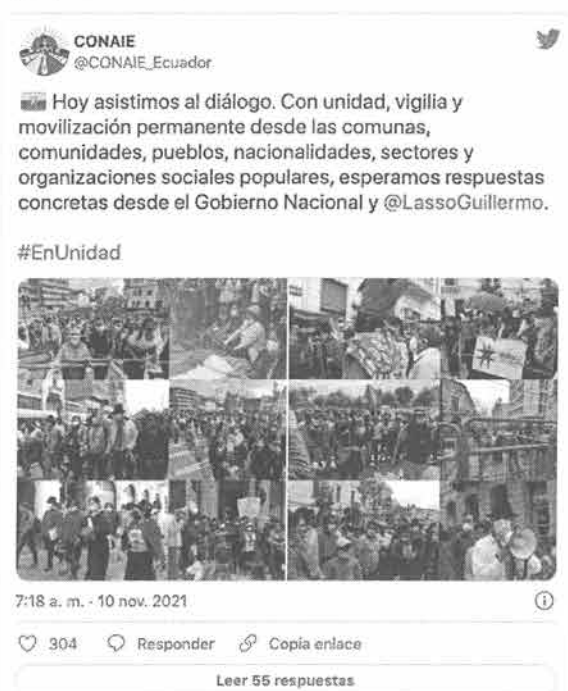 CONAIE
@CONAIE_Ecuador
Hoy asistimos al diálogo. Con unidad, vigilia y
movilización permanente desde las comunas,
comunidades, pueblos, nacionalidades, sectores y
organizaciones sociales populares, esperamos respuestas
concretas desde el Gobierno Nacional y @LassoGuillermo.
#EnUnidad
7:18 a. m. · 10 nov. 2021
304 Responder Copia enlace
Leer 55 respuestas